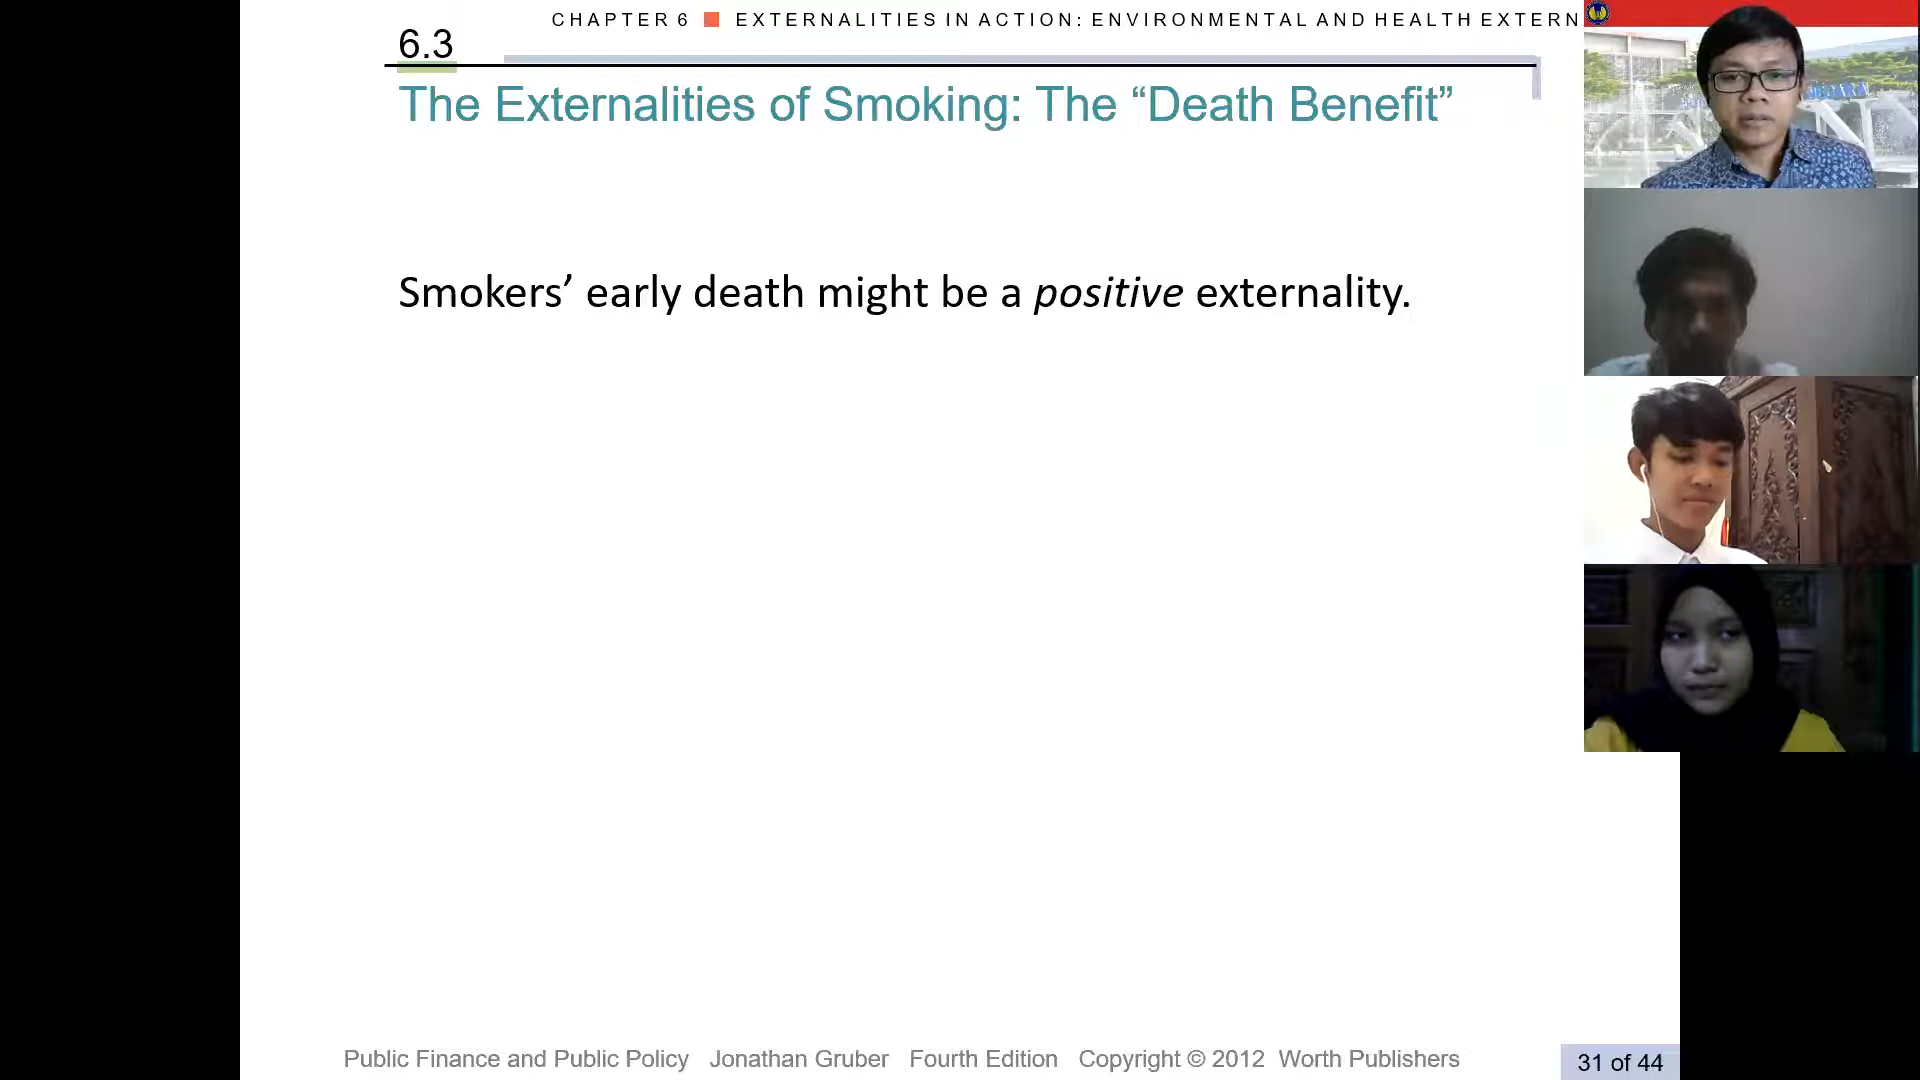 CHAPTER 6 ■ EXTERNALITIES IN ACTION: ENVIRONMENTAL AND HEALTH EXTERN
6.3
The Externalities of Smoking: The “Death Benefit”
Smokers’ early death might be a positive externality.
Public Finance and Public Policy Jonathan Gruber Fourth Edition Copyright © 2012 Worth Publishers
31 of 44